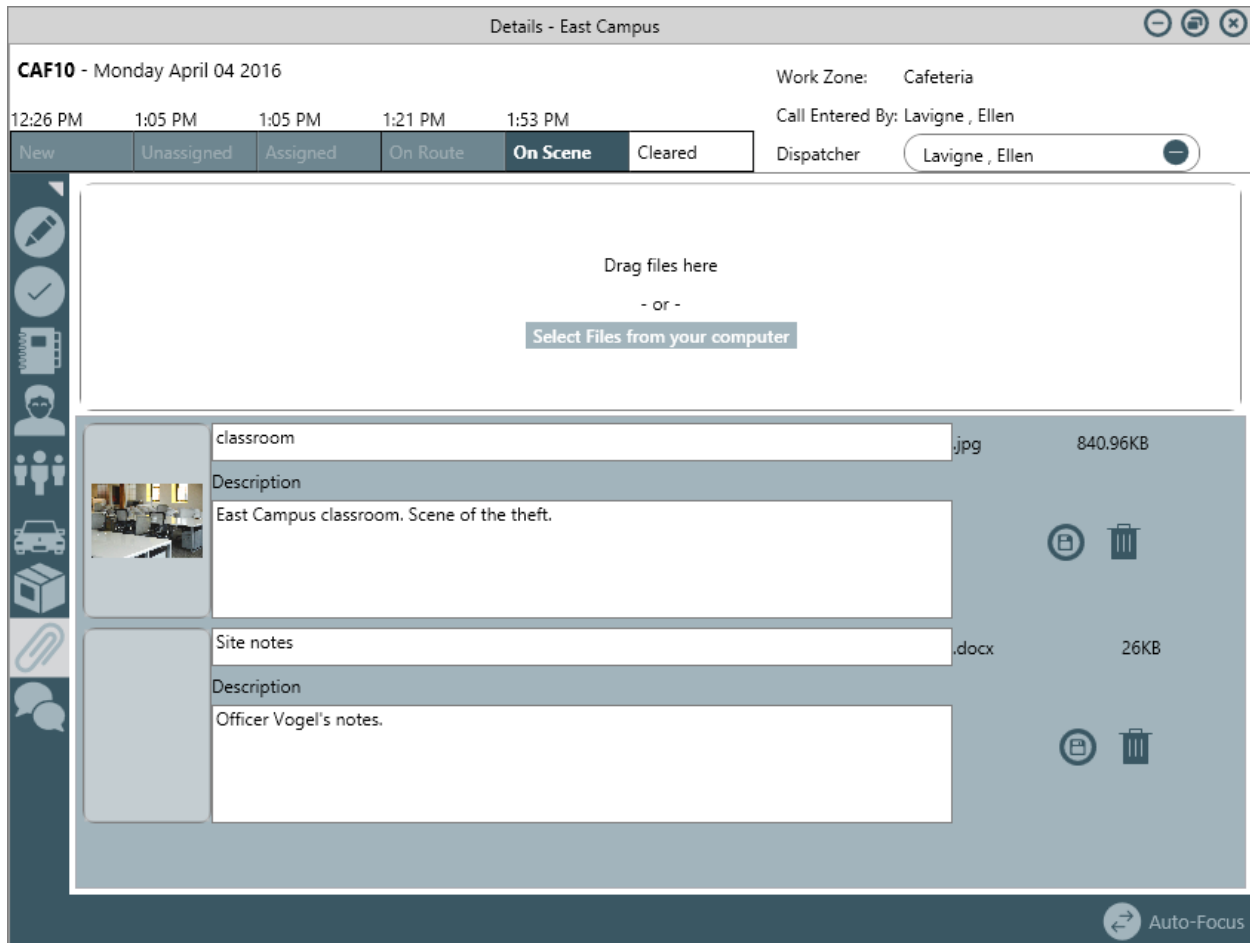 Details - East Campus
CAF10 - Monday April 04 2016
Work Zone: Cafeteria
12:26 PM 1:05 PM 1:05 PM 1:21 PM 1:53 PM
Call Entered By: Lavigne , Ellen
New Unassigned Assigned On Route On Scene Cleared
Dispatcher Lavigne , Ellen
Drag files here
- or -
Select Files from your computer
classroom .jpg 840.96KB
Description
East Campus classroom. Scene of the theft.
Site notes .docx 26KB
Description
Officer Vogel's notes.
Auto-Focus